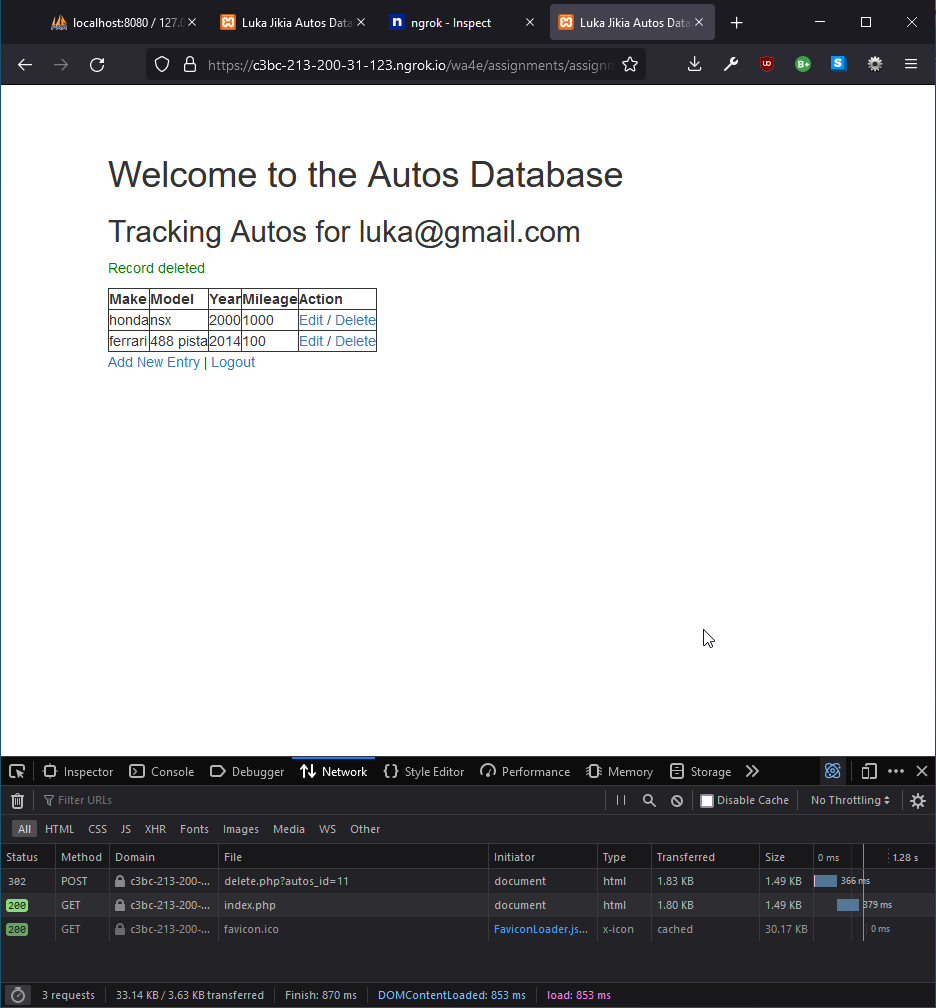 localhost:8080 / 127.0
Luka Jikia Autos Data
ngrok - Inspect
Luka Jikia Autos Data
https://c3bc-213-200-31-123.ngrok.io/wa4e/assignments/assignm
Welcome to the Autos Database
Tracking Autos for luka@gmail.com
Record deleted
Make Model Year Mileage Action
honda nsx 2000 1000 Edit / Delete
ferrari 488 pista 2014 100 Edit / Delete
Add New Entry | Logout
Inspector Console Debugger Network Style Editor Performance Memory Storage
Filter URLs Disable Cache No Throttling
All HTML CSS JS XHR Fonts Images Media WS Other
Status Method Domain File Initiator Type Transferred Size 0 ms 1.28 s
302 POST c3bc-213-200-... delete.php?autos_id=11 document html 1.83 KB 1.49 KB 366 ms
200 GET c3bc-213-200-... index.php document html 1.80 KB 1.49 KB 379 ms
200 GET c3bc-213-200-... favicon.ico FaviconLoader.js... x-icon cached 30.17 KB 0 ms
3 requests 33.14 KB / 3.63 KB transferred Finish: 870 ms DOMContentLoaded: 853 ms load: 853 ms